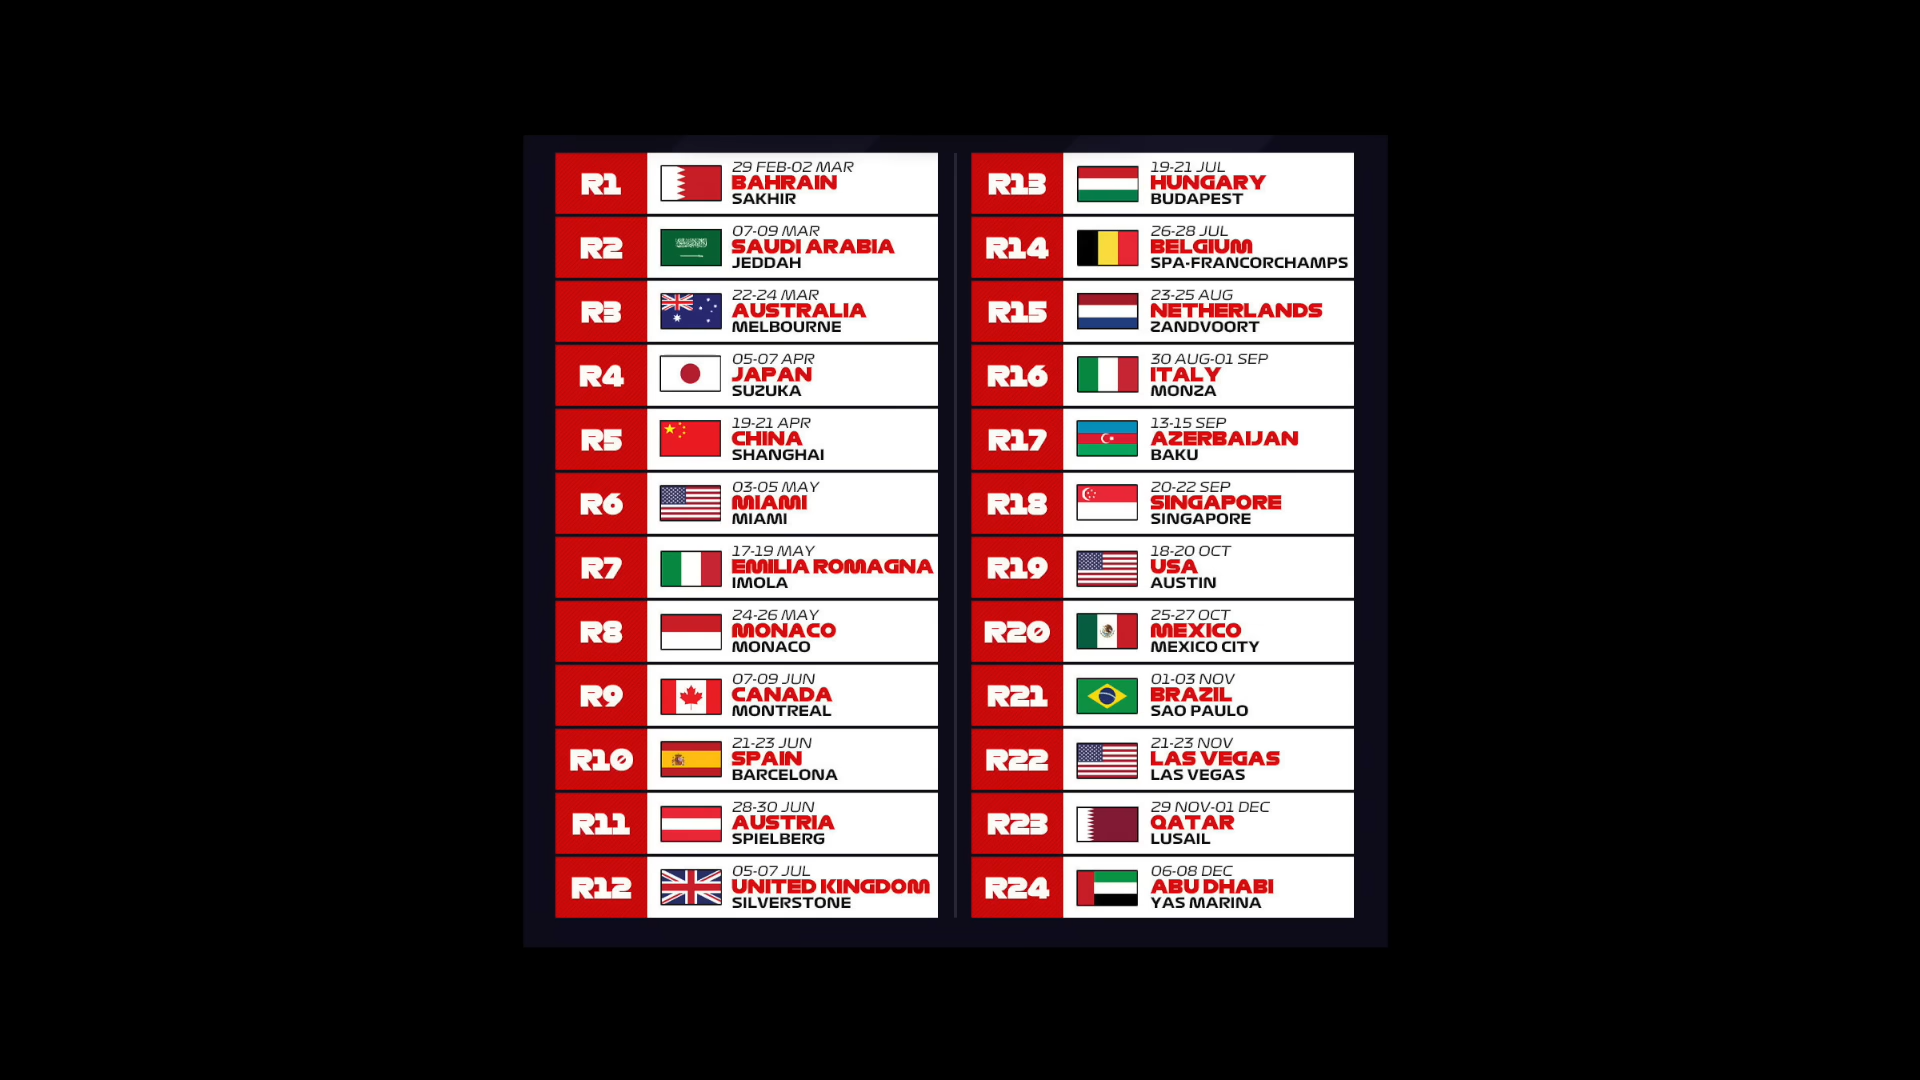 R1
29 FEB-02 MAR
BAHRAIN
SAKHIR
R2
07-09 MAR
SAUDI ARABIA
JEDDAH
R3
22-24 MAR
AUSTRALIA
MELBOURNE
R4
05-07 APR
JAPAN
SUZUKA
R5
19-21 APR
CHINA
SHANGHAI
R6
03-05 MAY
MIAMI
MIAMI
R7
17-19 MAY
EMILIA ROMAGNA
IMOLA
R8
24-26 MAY
MONACO
MONACO
R9
07-09 JUN
CANADA
MONTREAL
R10
21-23 JUN
SPAIN
BARCELONA
R11
28-30 JUN
AUSTRIA
SPIELBERG
R12
05-07 JUL
UNITED KINGDOM
SILVERSTONE
R13
19-21 JUL
HUNGARY
BUDAPEST
R14
26-28 JUL
BELGIUM
SPA-FRANCORCHAMPS
R15
23-25 AUG
NETHERLANDS
ZANDVOORT
R16
30 AUG-01 SEP
ITALY
MONZA
R17
13-15 SEP
AZERBAIJAN
BAKU
R18
20-22 SEP
SINGAPORE
SINGAPORE
R19
18-20 OCT
USA
AUSTIN
R20
25-27 OCT
MEXICO
MEXICO CITY
R21
01-03 NOV
BRAZIL
SAO PAULO
R22
21-23 NOV
LAS VEGAS
LAS VEGAS
R23
29 NOV-01 DEC
QATAR
LUSAIL
R24
06-08 DEC
ABU DHABI
YAS MARINA